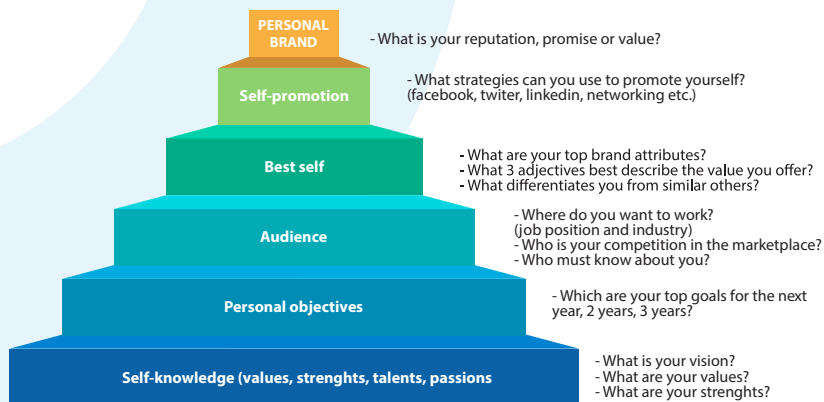 PERSONAL
BRAND
- What is your reputation, promise or value?
Self-promotion
- What strategies can you use to promote yourself?
(facebook, twiter, linkedin, networking etc.)
Best self
- What are your top brand attributes?
- What 3 adjectives best describe the value you offer?
- What differentiates you from similar others?
Audience
- Where do you want to work?
(job position and industry)
- Who is your competition in the marketplace?
- Who must know about you?
Personal objectives
- Which are your top goals for the next
year, 2 years, 3 years?
Self-knowledge (values, strenghts, talents, passions
- What is your vision?
- What are your values?
- What are your strenghts?